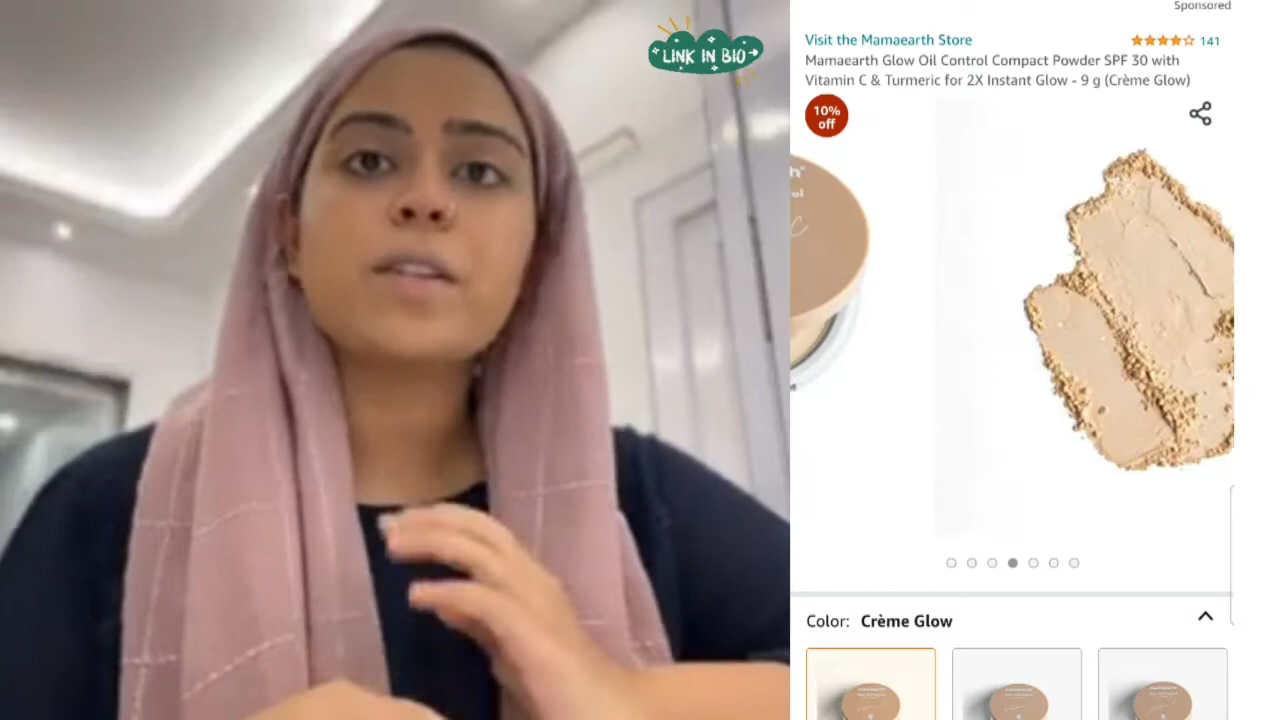 LINK IN BIO
Sponsored
Visit the Mamaearth Store
141
Mamaearth Glow Oil Control Compact Powder SPF 30 with
Vitamin C & Turmeric for 2X Instant Glow - 9 g (Crème Glow)
10%
off
Color: Crème Glow